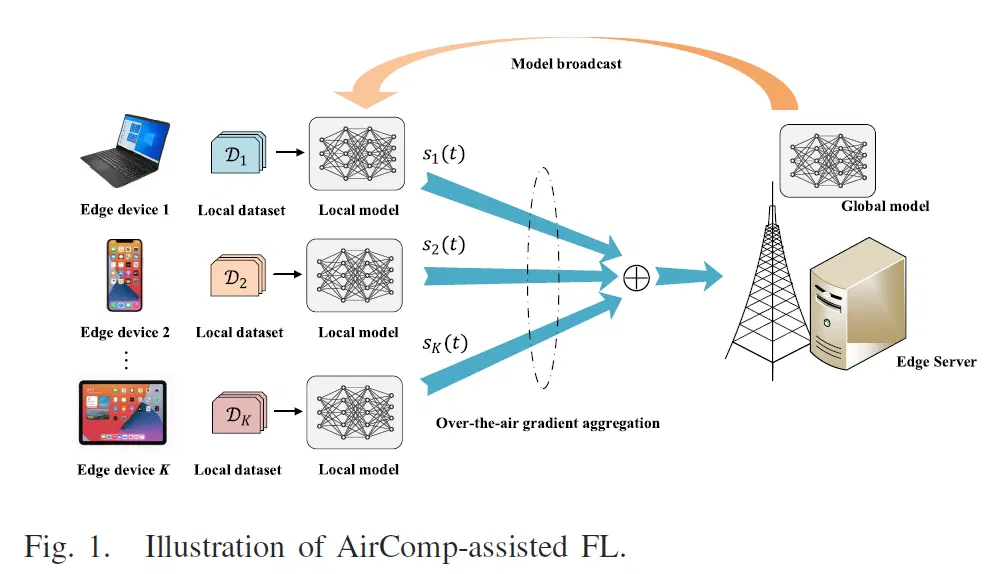 Model broadcast
𝒟₁
s₁(t)
Edge device 1
Local dataset
Local model
Global model
𝒟₂
s₂(t)
Edge device 2
Local dataset
Local model
Edge Server
𝒟_K
s_K(t)
Over-the-air gradient aggregation
Edge device K
Local dataset
Local model
Fig. 1. Illustration of AirComp-assisted FL.